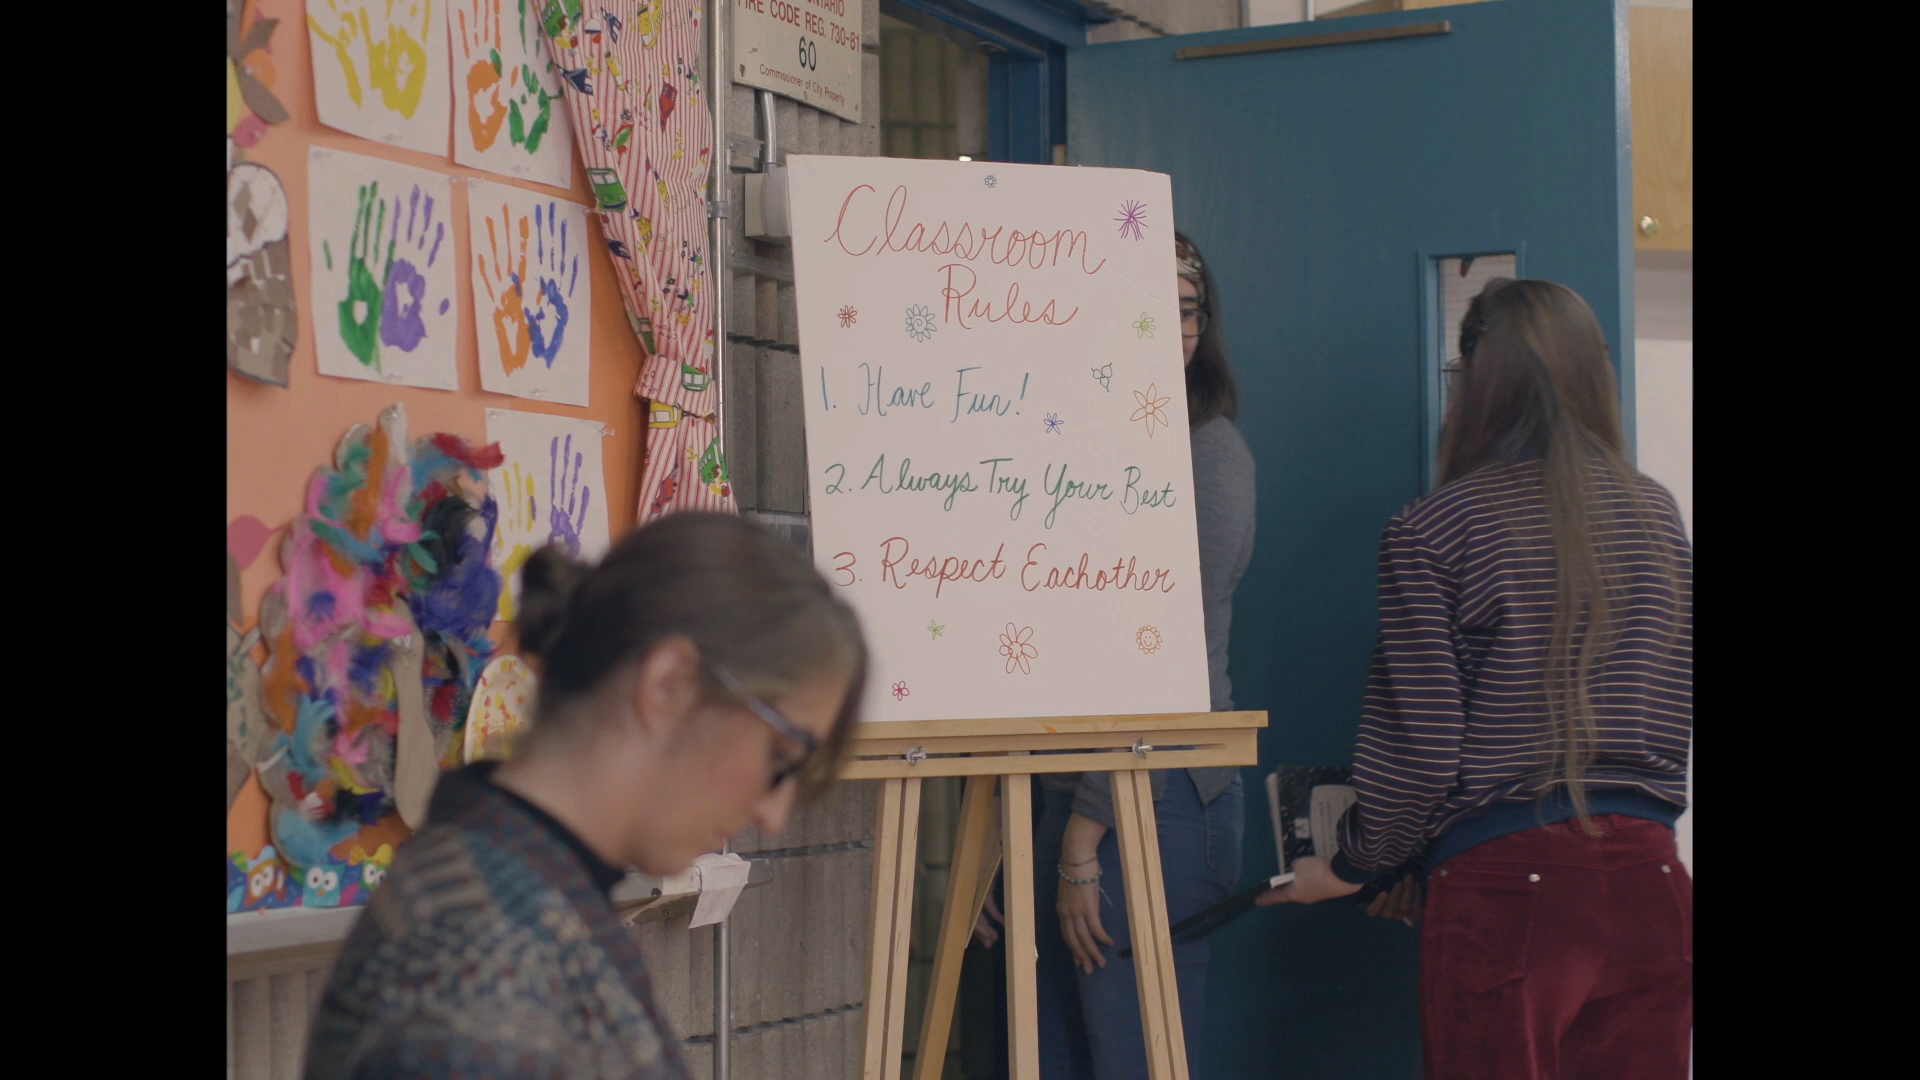 ONTARIO
FIRE CODE REG. 730-81
60
Commissioner of City Property
Classroom
Rules
1. Have Fun!
2. Always Try Your Best
3. Respect Eachother